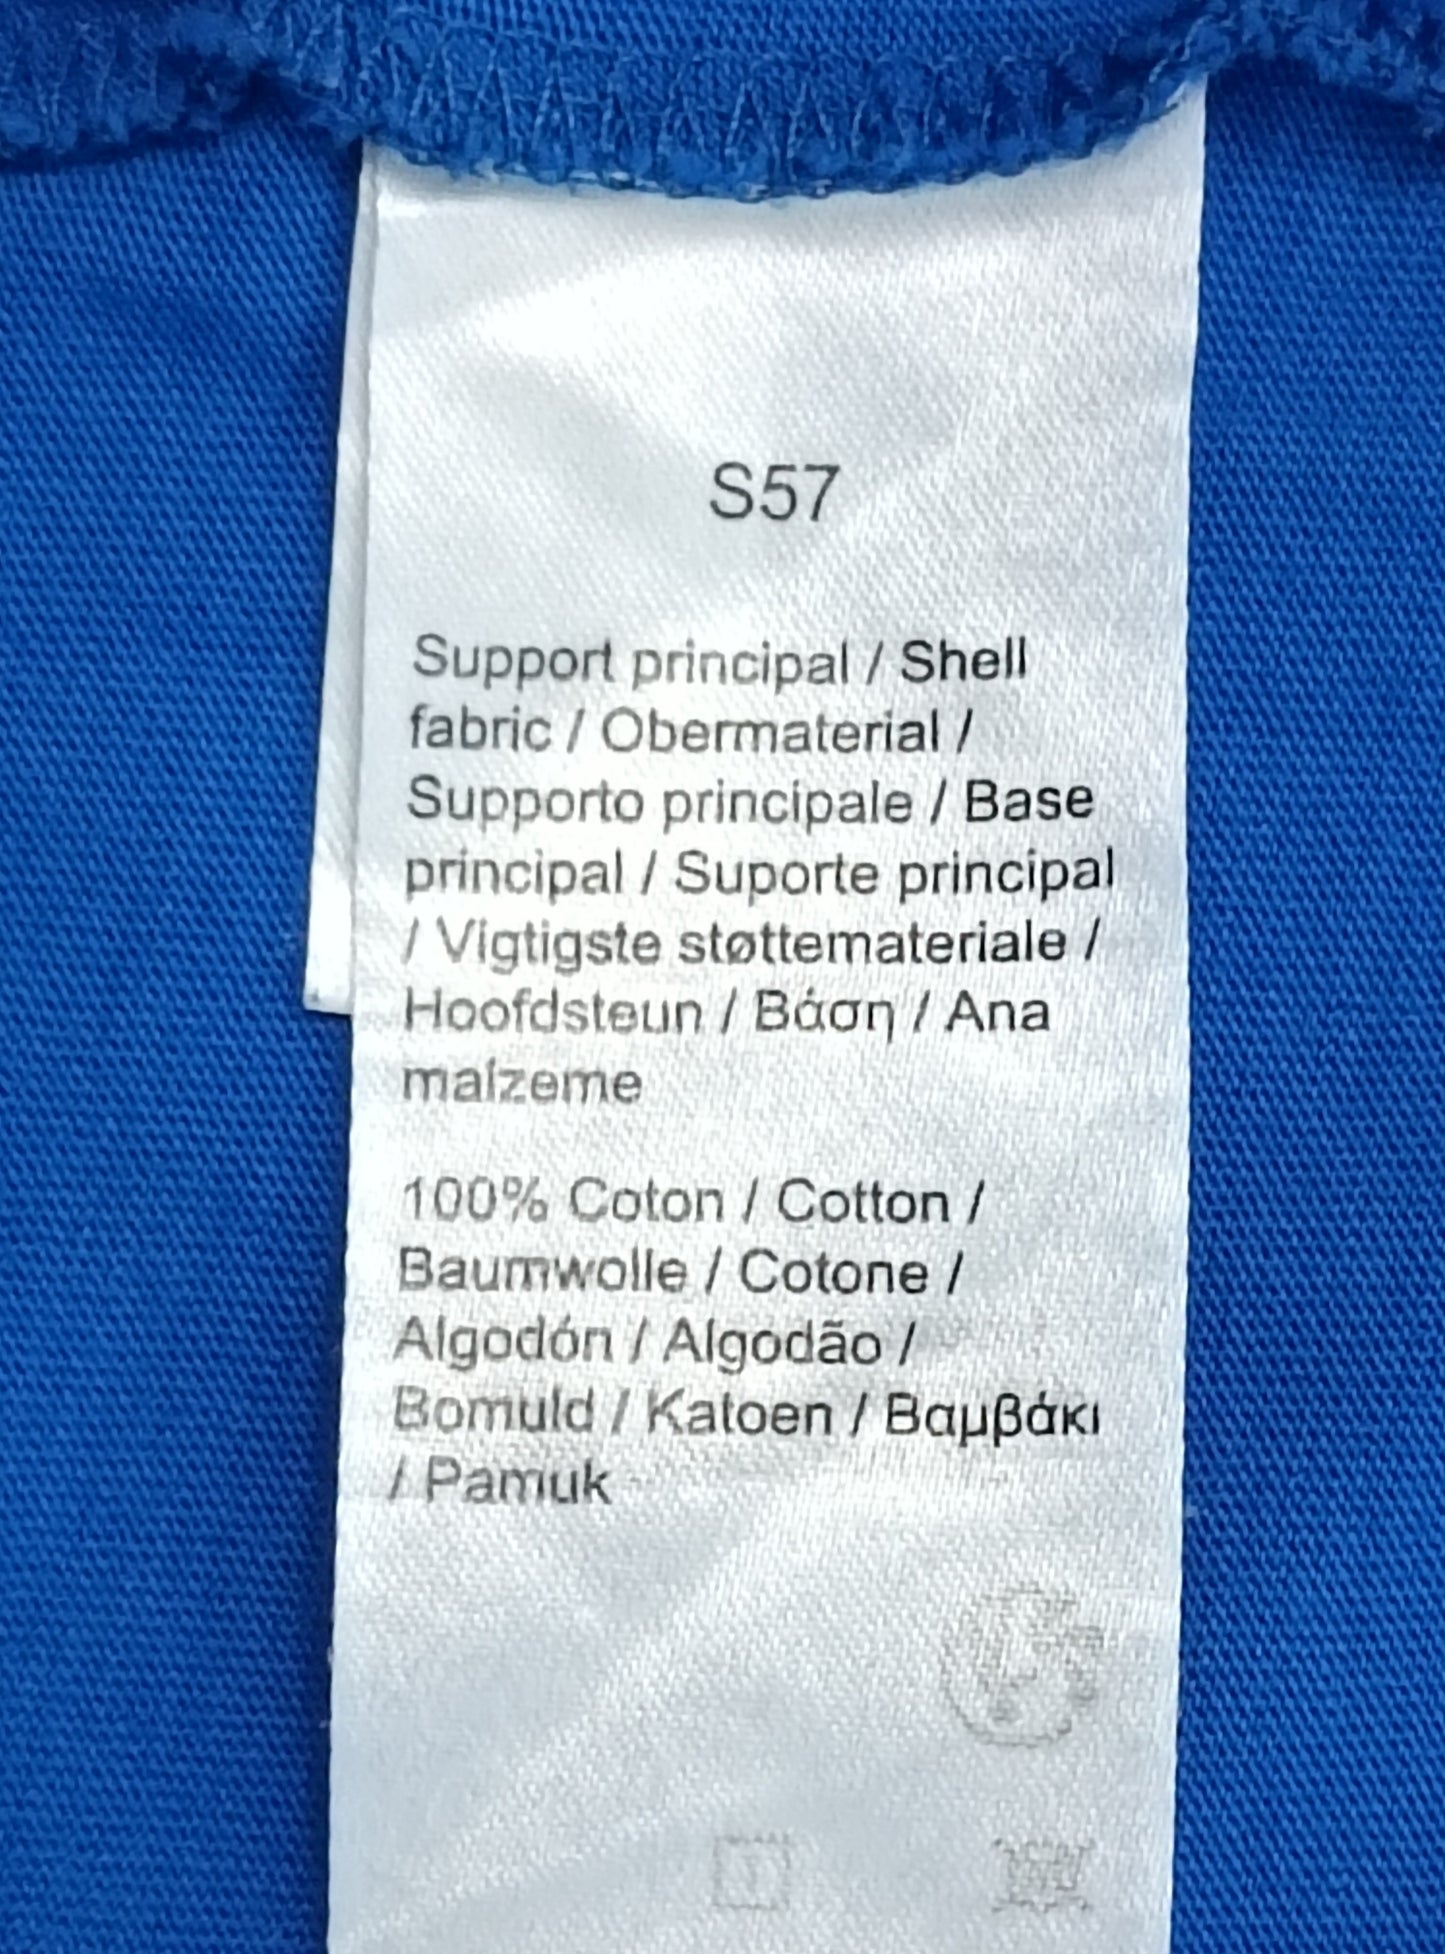 S57
Support principal / Shell
fabric / Obermaterial /
Supporto principale / Base
principal / Suporte principal
/ Vigtigste støttemateriale /
Hoofdsteun / Βάση / Ana
malzeme
100% Coton / Cotton /
Baumwolle / Cotone /
Algodón / Algodão /
Bomuld / Katoen / Βαμβάκι
/ Pamuk